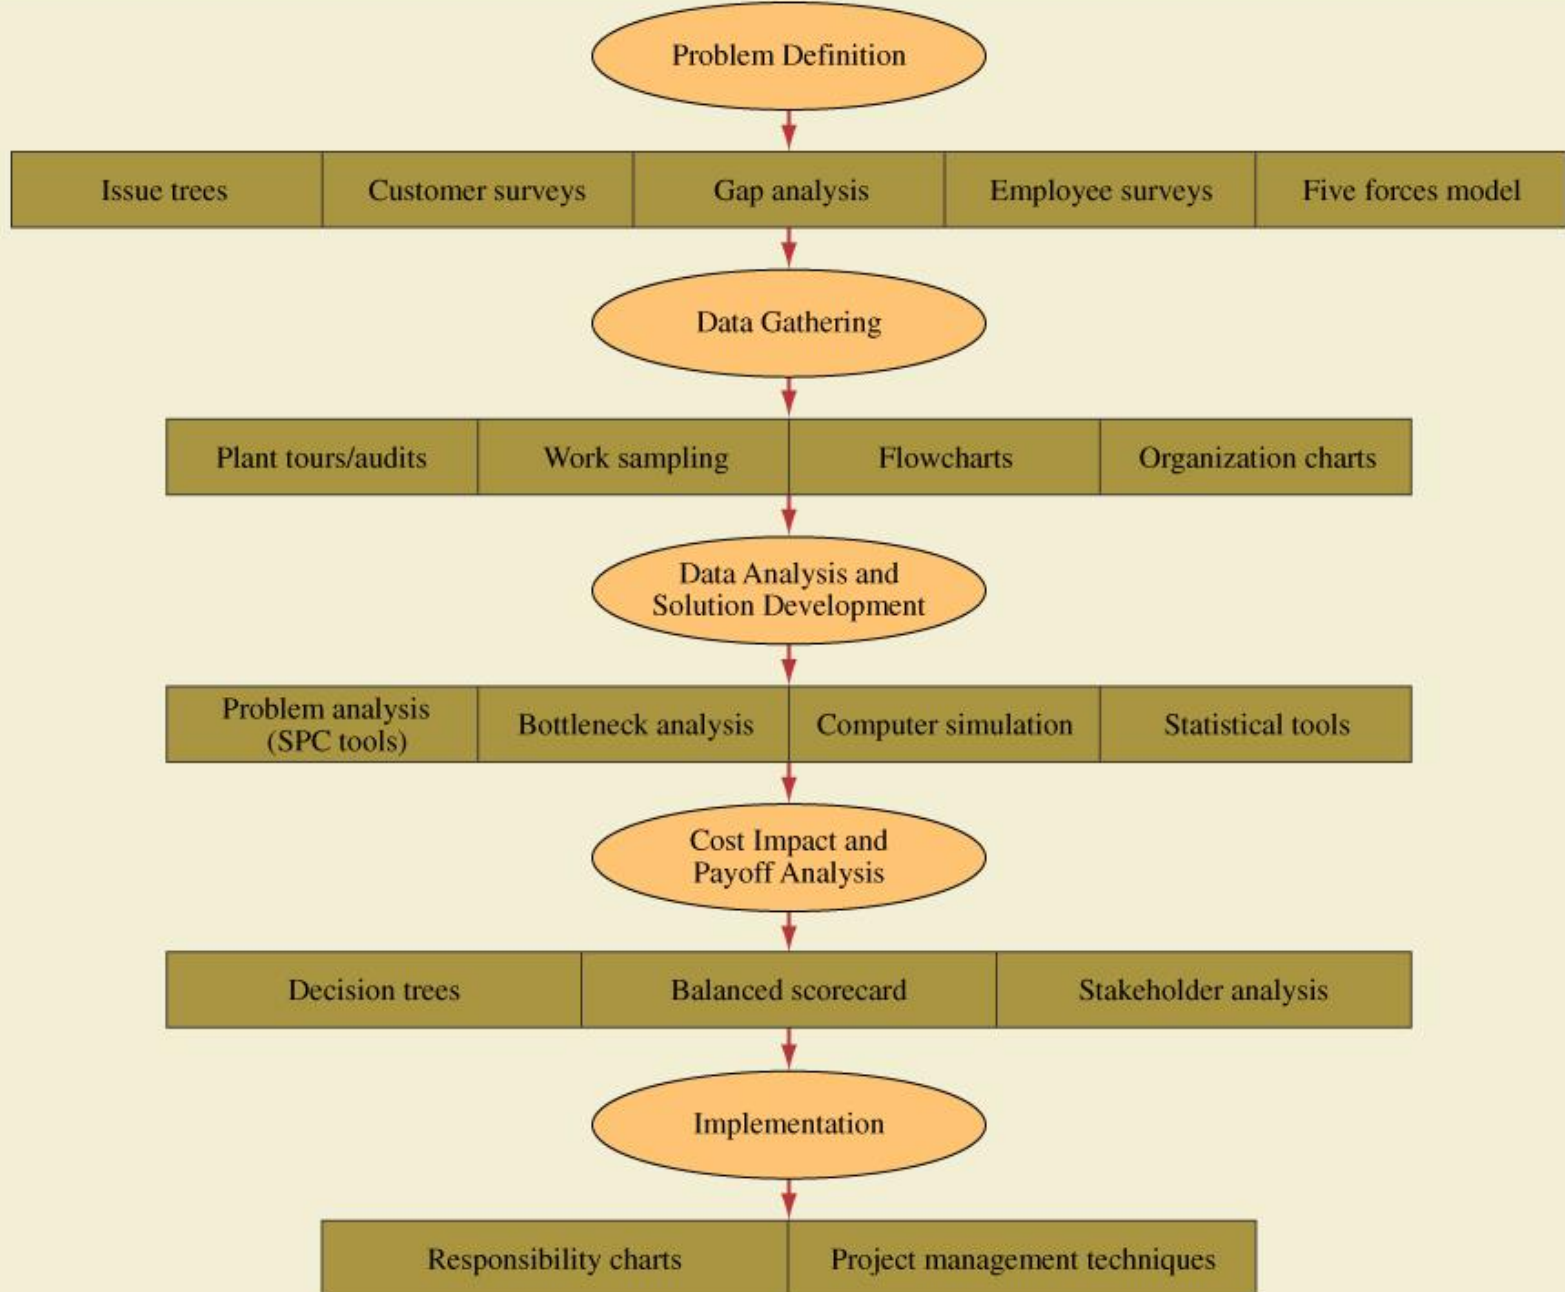 Problem Definition
Issue trees
Customer surveys
Gap analysis
Employee surveys
Five forces model
Data Gathering
Plant tours/audits
Work sampling
Flowcharts
Organization charts
Data Analysis and
Solution Development
Problem analysis
(SPC tools)
Bottleneck analysis
Computer simulation
Statistical tools
Cost Impact and
Payoff Analysis
Decision trees
Balanced scorecard
Stakeholder analysis
Implementation
Responsibility charts
Project management techniques